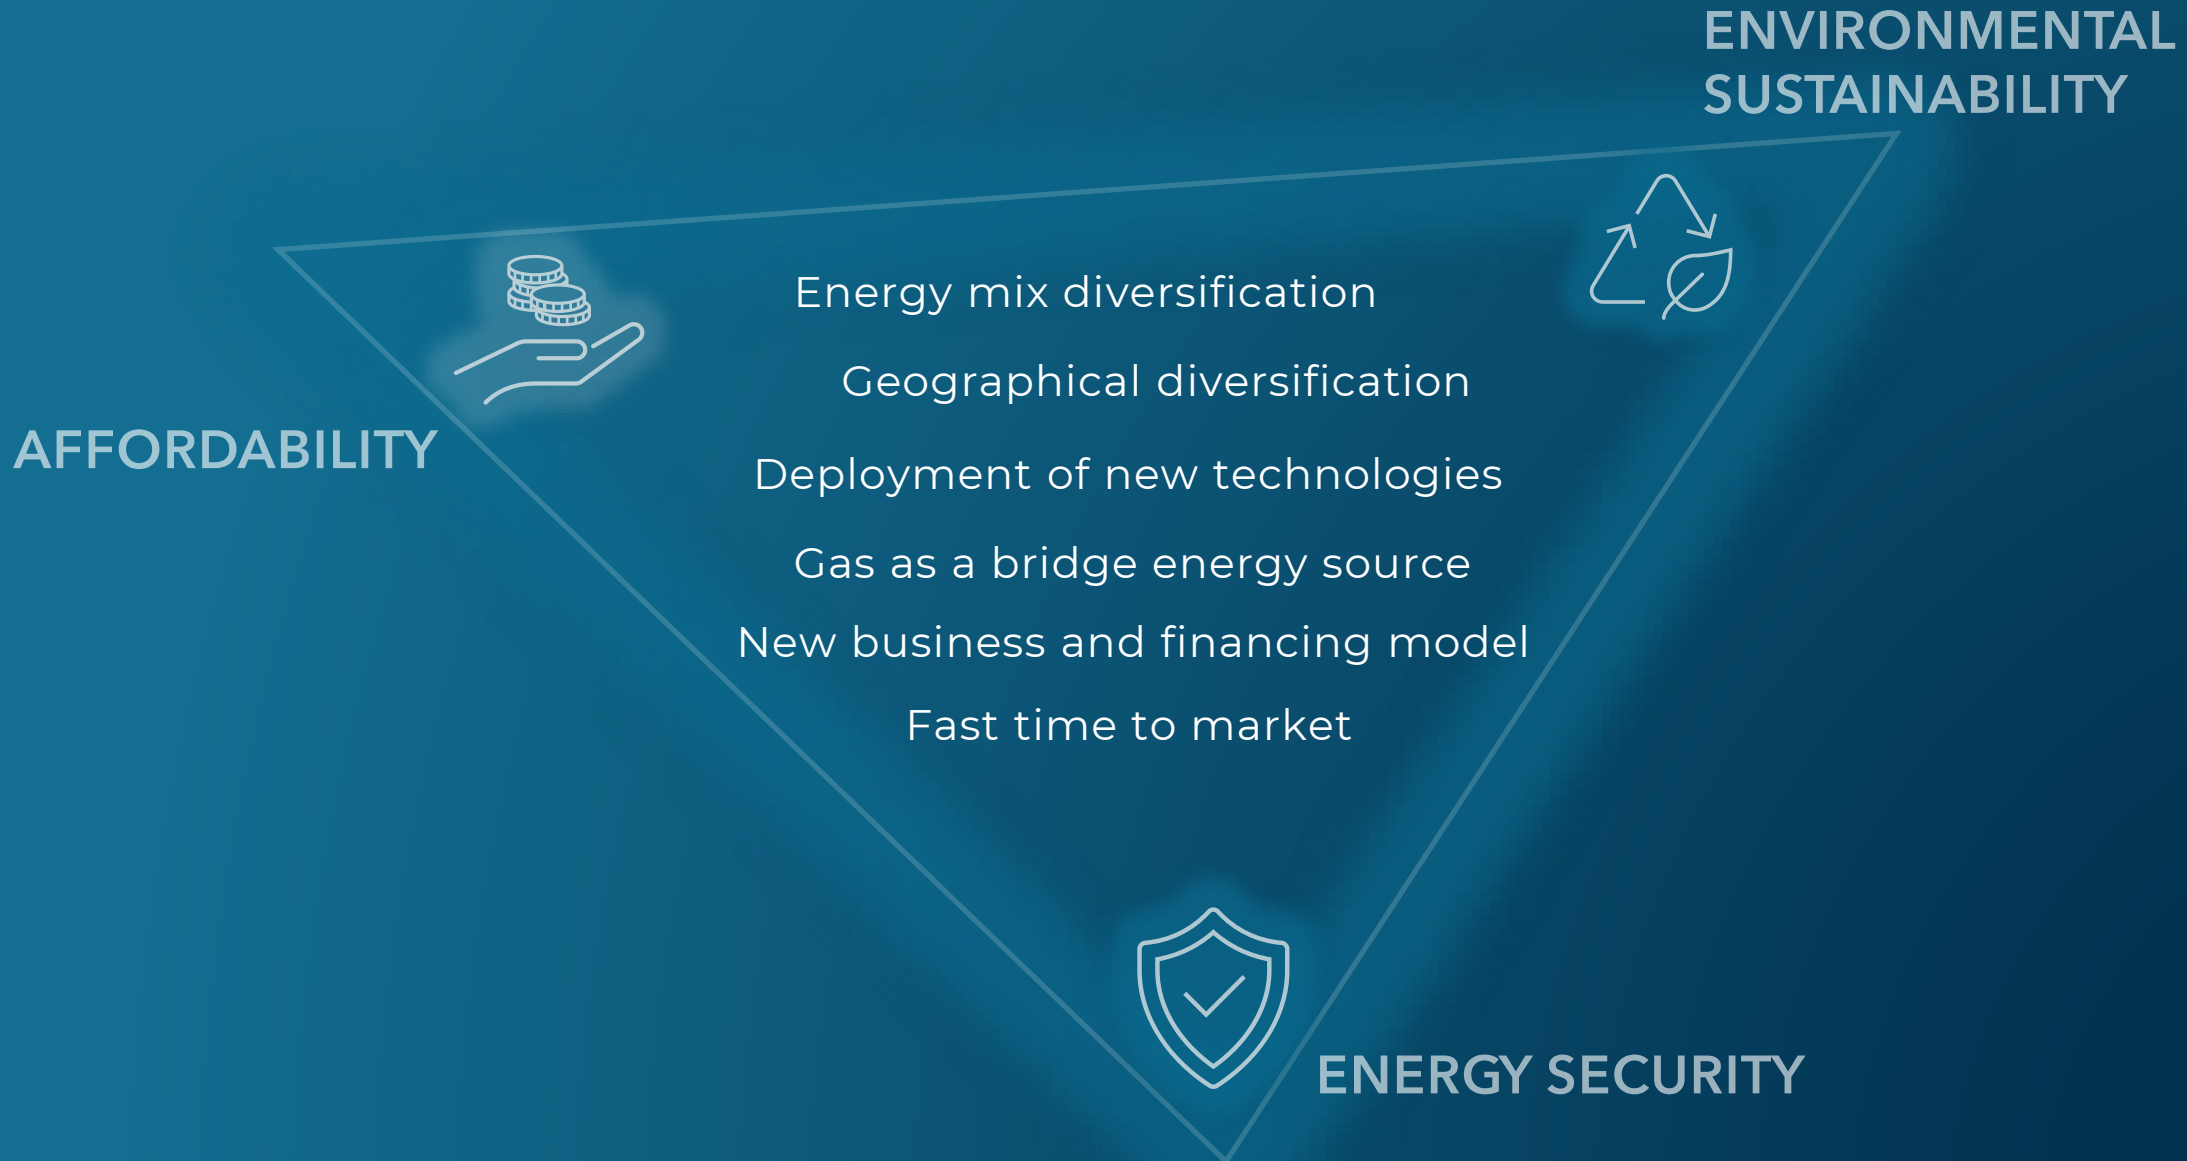 ENVIRONMENTAL
SUSTAINABILITY
Energy mix diversification
Geographical diversification
AFFORDABILITY
Deployment of new technologies
Gas as a bridge energy source
New business and financing model
Fast time to market
ENERGY SECURITY